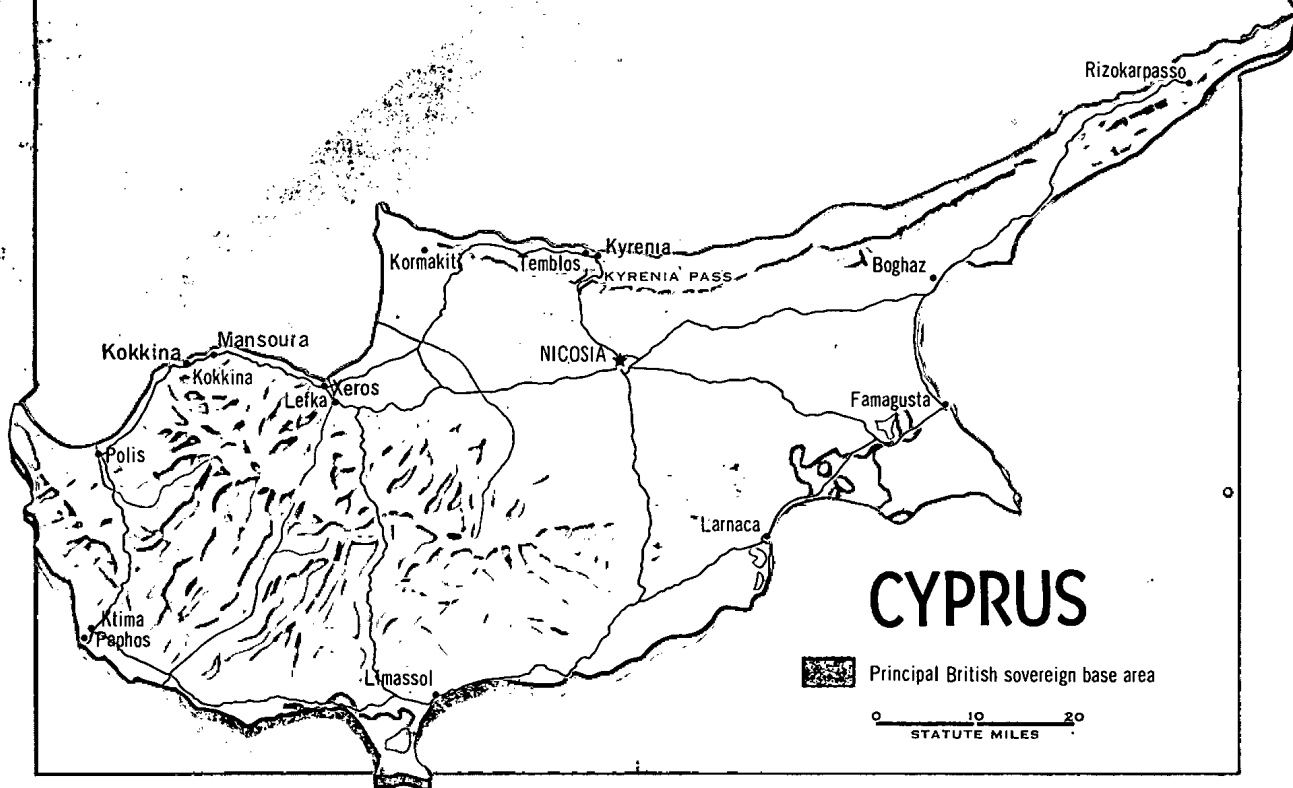 Rizokarpasso
Kyrenia
Kormakit
Temblos
KYRENIA PASS
Boghaz
Mansoura
Kokkina
NICOSIA
Kokkina
Xeros
Lefka
Famagusta
Polis
Larnaca
CYPRUS
Ktima
Paphos
Limassol
Principal British sovereign base area
0 10 20
STATUTE MILES